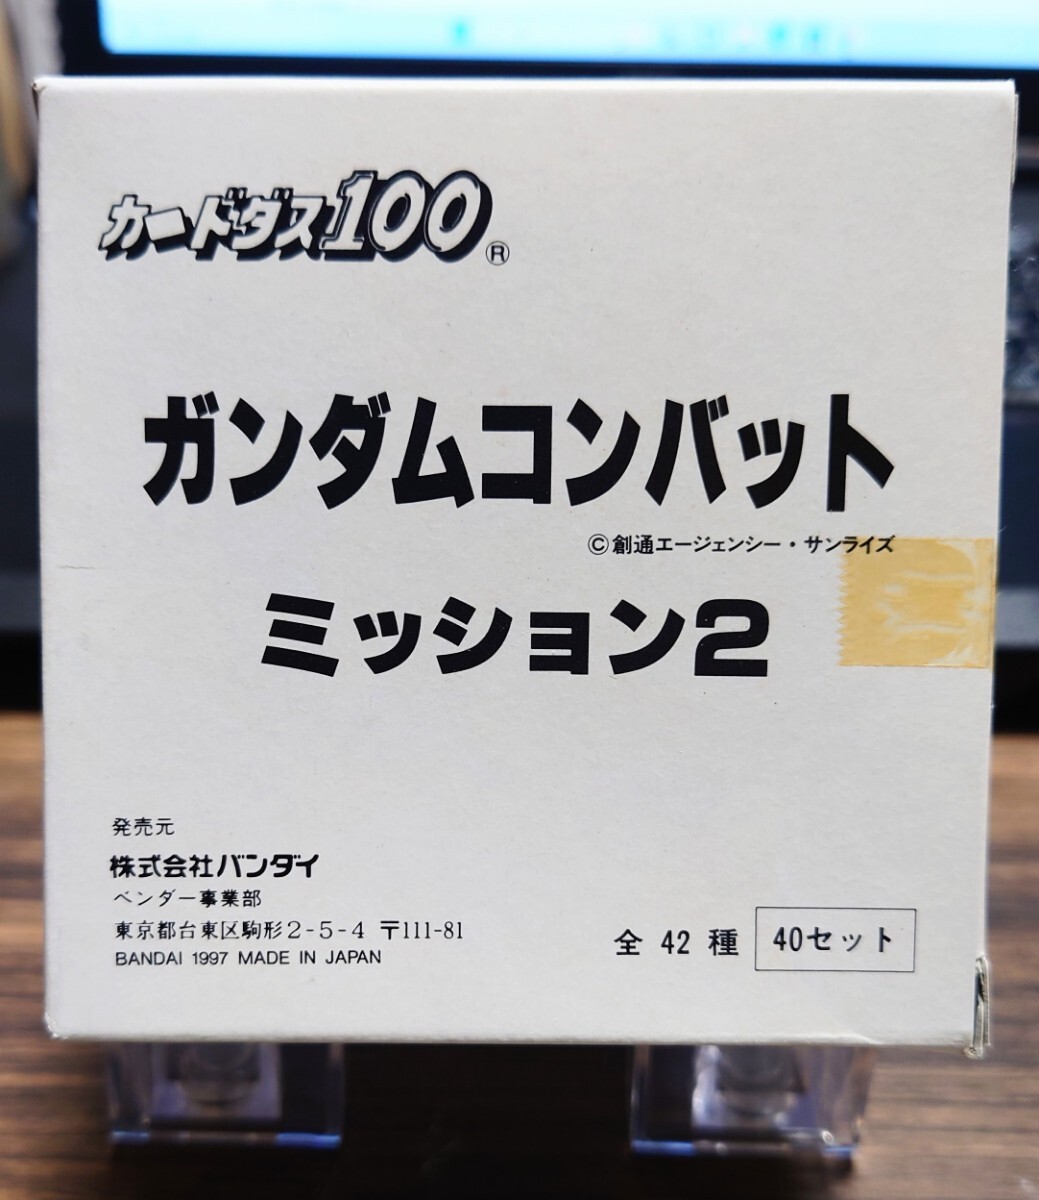 カードダス100®
ガンダムコンバット
©創通エージェンシー・サンライズ
ミッション2
発売元
株式会社バンダイ
ベンダー事業部
東京都台東区駒形2-5-4 〒111-81
BANDAI 1997 MADE IN JAPAN
全 42 種 40セット